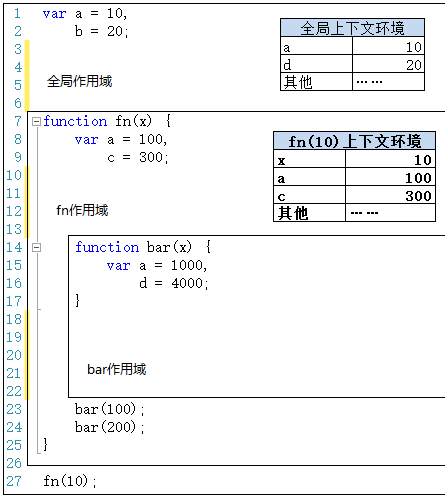 1 var a = 10,
2 b = 20;
3
4
5
6
全局作用域
全局上下文环境
a 10
d 20
其他 ……
7 function fn(x) {
8 var a = 100,
9 c = 300;
10
11
12
13
fn作用域
fn(10)上下文环境
x 10
a 100
c 300
其他 ……
14 function bar(x) {
15 var a = 1000,
16 d = 4000;
17 }
18
19
20
21
22
bar作用域
23 bar(100);
24 bar(200);
25 }
26
27 fn(10);